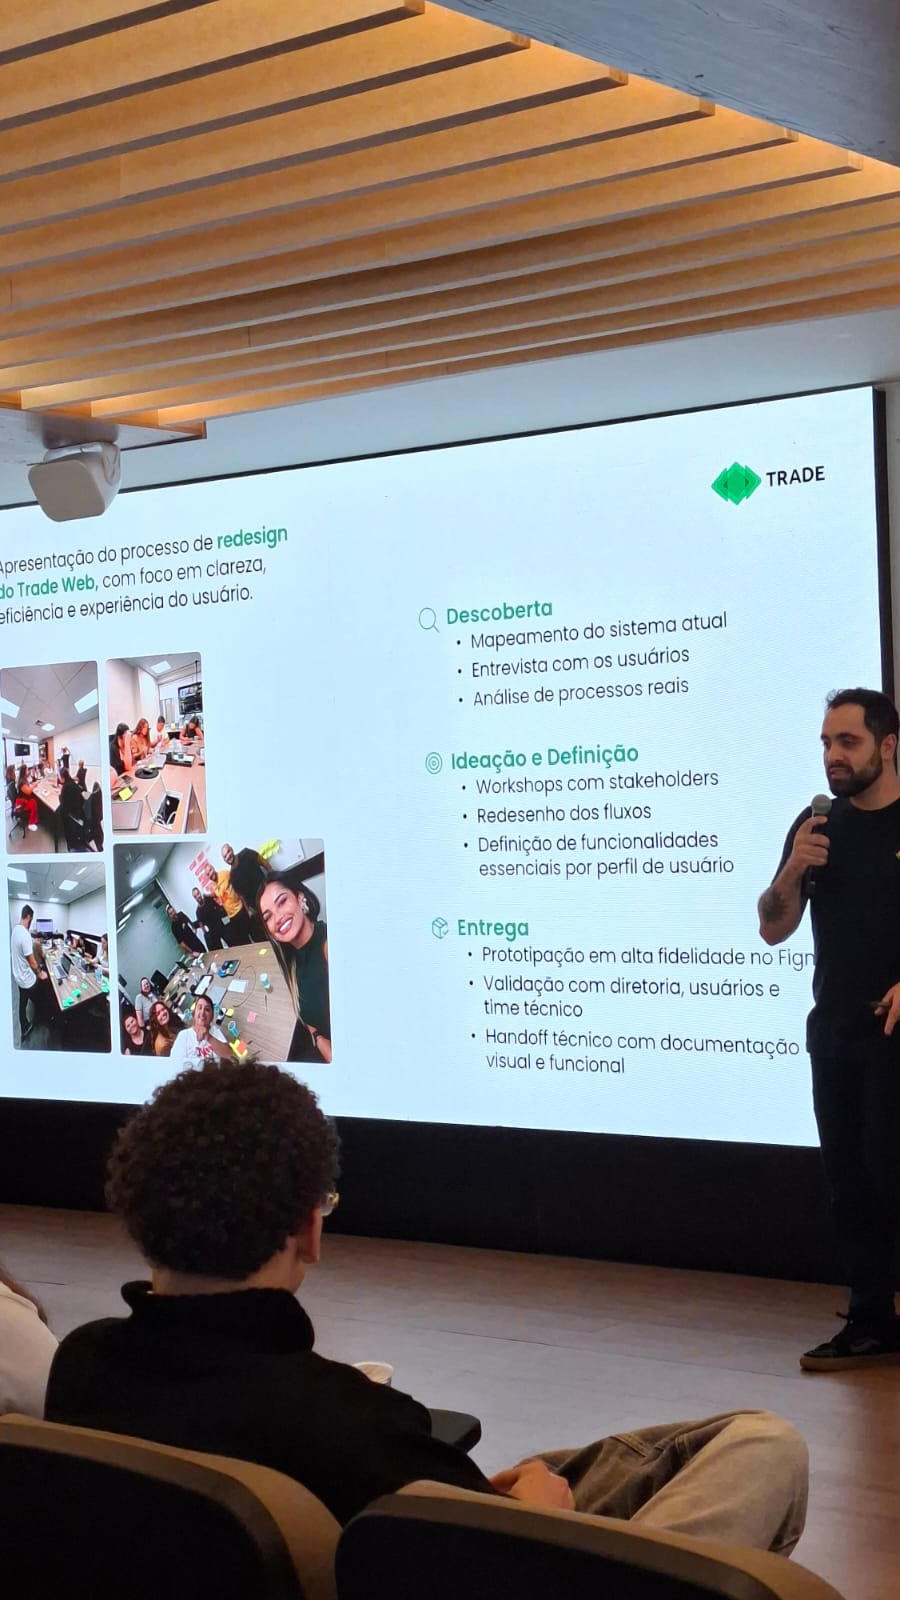 TRADE
Apresentação do processo de redesign
do Trade Web, com foco em clareza,
eficiência e experiência do usuário.
Descoberta
• Mapeamento do sistema atual
• Entrevista com os usuários
• Análise de processos reais
Ideação e Definição
• Workshops com stakeholders
• Redesenho dos fluxos
• Definição de funcionalidades
essenciais por perfil de usuário
Entrega
• Prototipação em alta fidelidade no Figm
• Validação com diretoria, usuários e
time técnico
• Handoff técnico com documentação
visual e funcional